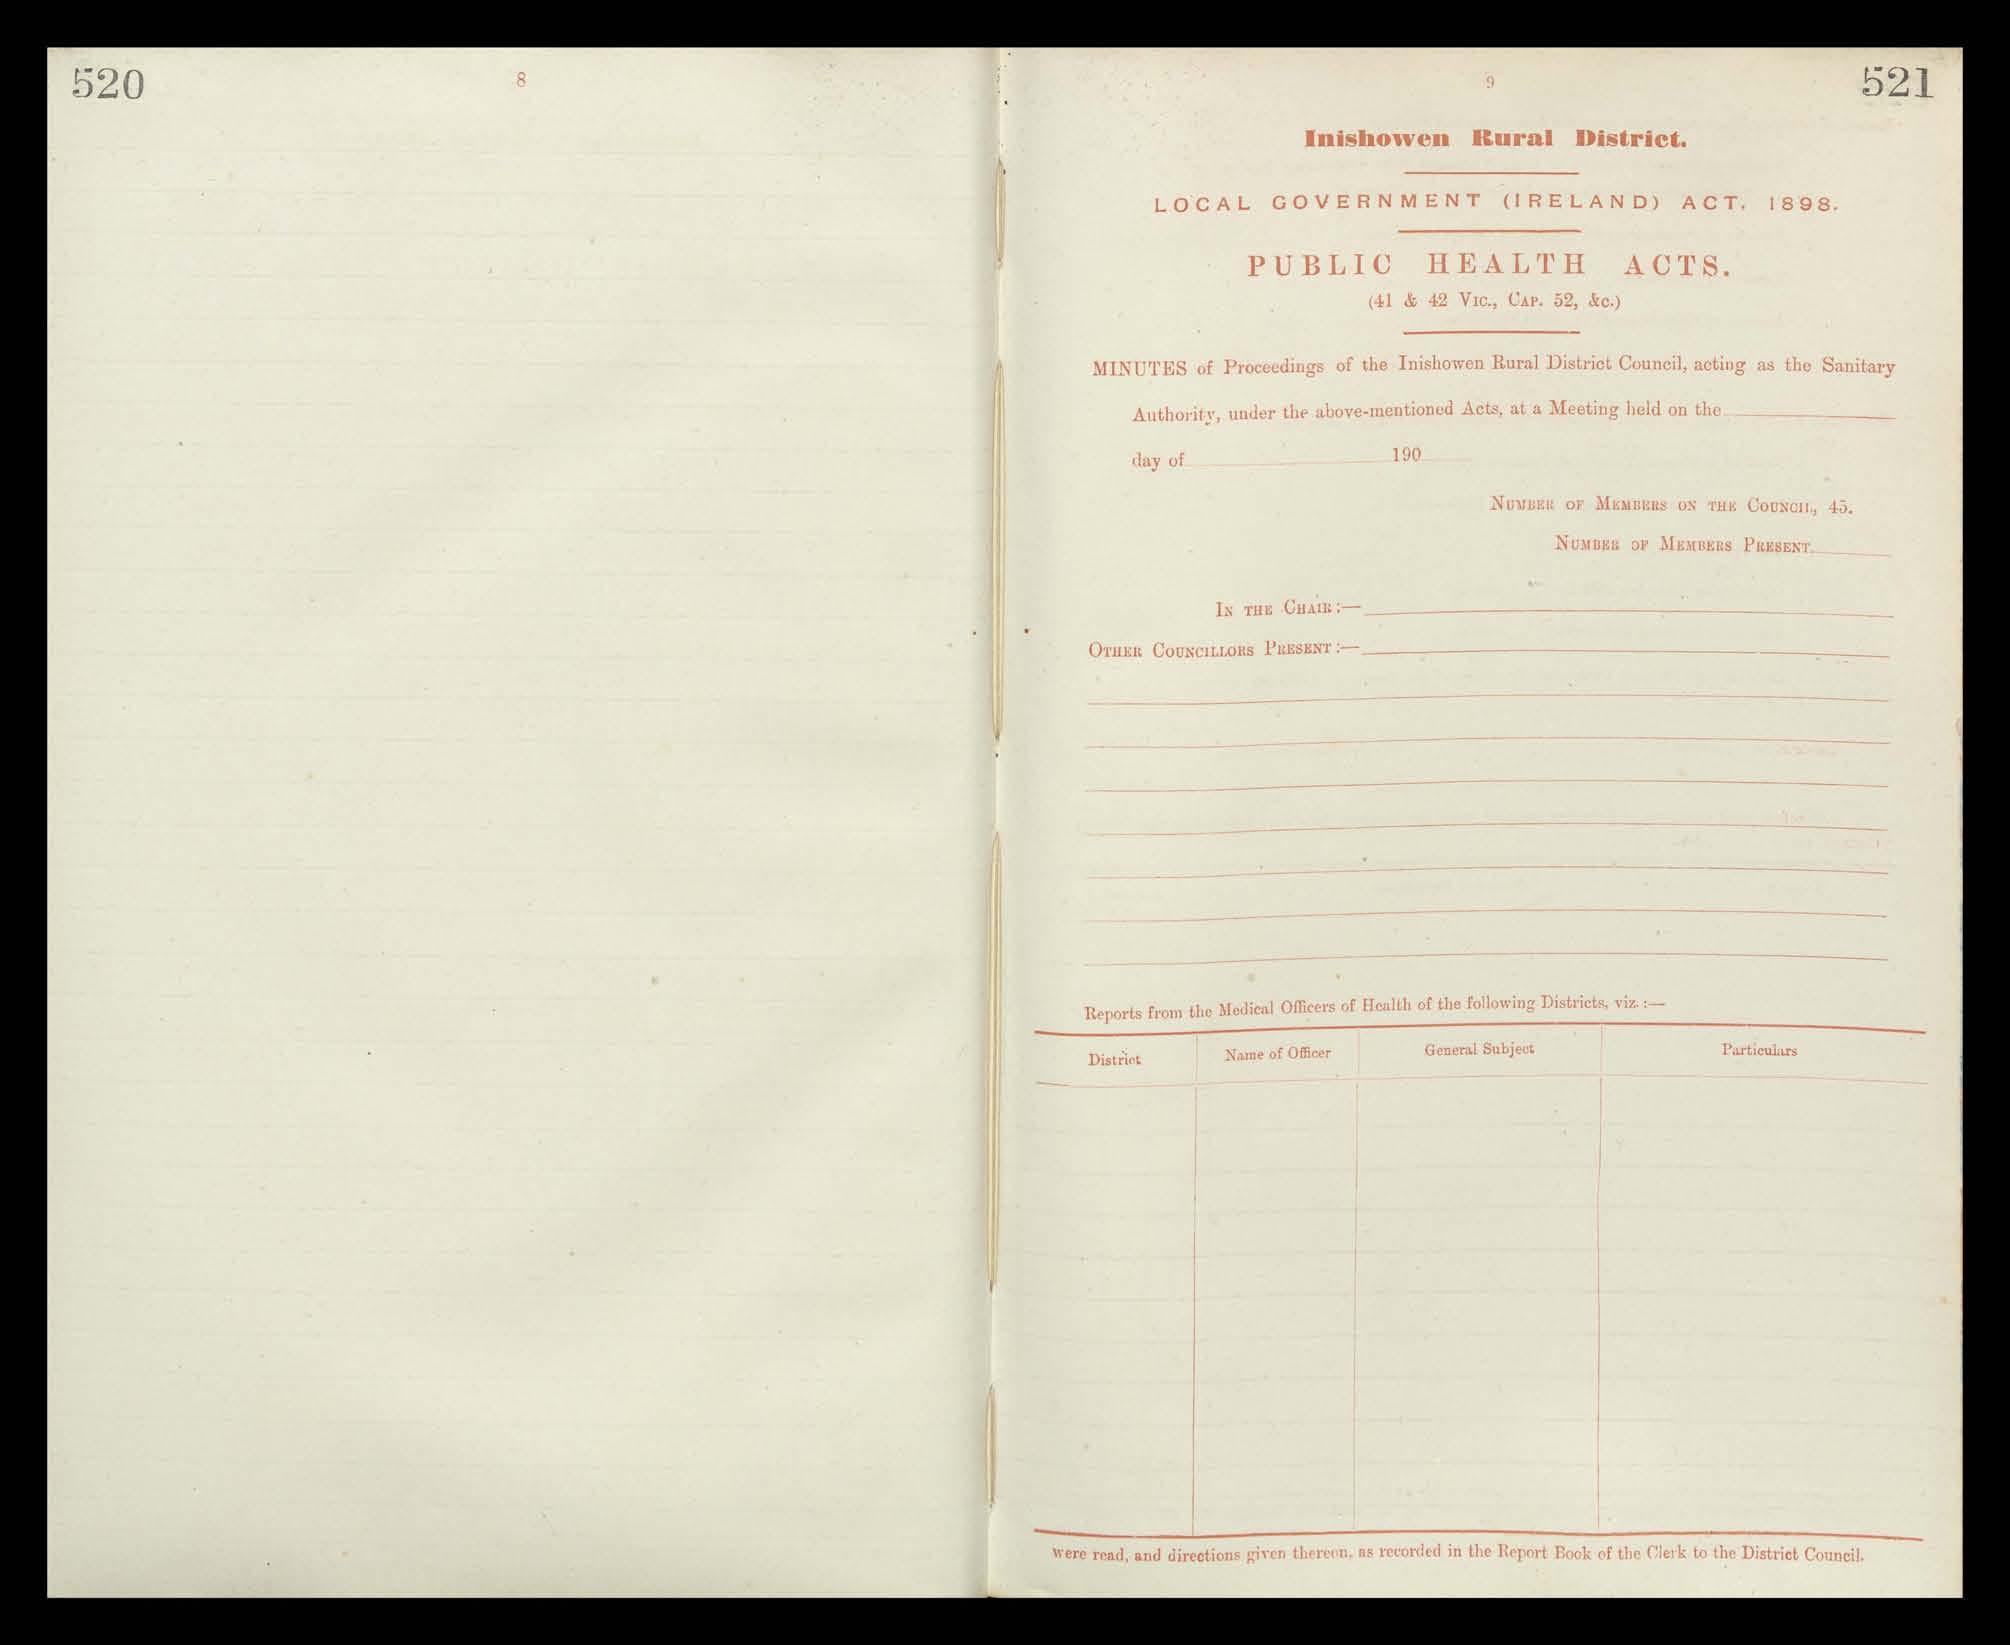 520
8
9
521
Inishowen Rural District.
LOCAL GOVERNMENT (IRELAND) ACT, 1898.
PUBLIC HEALTH ACTS.
(41 & 42 Vic., Cap. 52, &c.)
MINUTES of Proceedings of the Inishowen Rural District Council, acting as the Sanitary
Authority, under the above-mentioned Acts, at a Meeting held on the
day of 190
Number of Members on the Council, 45.
Number of Members Present
In the Chair:—
Other Councillors Present:—
Reports from the Medical Officers of Health of the following Districts, viz.:—
District Name of Officer General Subject Particulars
were read, and directions given thereon, as recorded in the Report Book of the Clerk to the District Council.